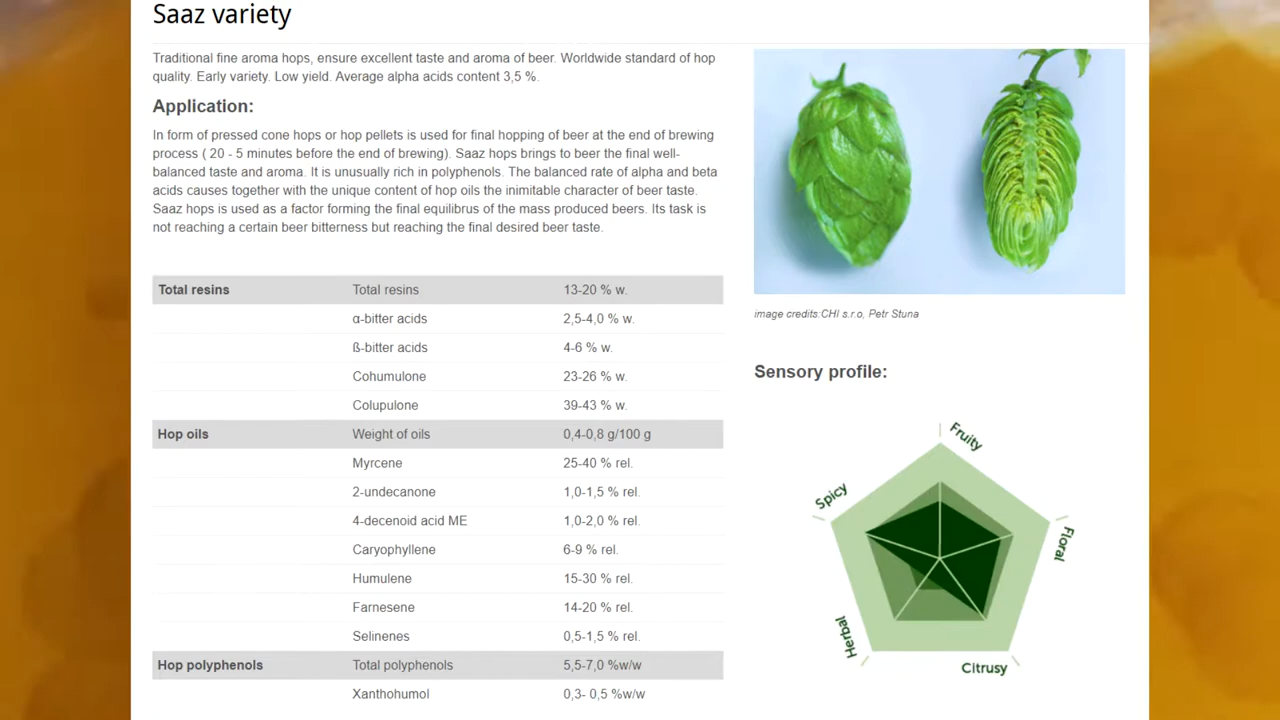 Saaz variety
Traditional fine aroma hops, ensure excellent taste and aroma of beer. Worldwide standard of hop
quality. Early variety. Low yield. Average alpha acids content 3,5 %.
Application:
In form of pressed cone hops or hop pellets is used for final hopping of beer at the end of brewing
process ( 20 - 5 minutes before the end of brewing). Saaz hops brings to beer the final well-
balanced taste and aroma. It is unusually rich in polyphenols. The balanced rate of alpha and beta
acids causes together with the unique content of hop oils the inimitable character of beer taste.
Saaz hops is used as a factor forming the final equilibrus of the mass produced beers. Its task is
not reaching a certain beer bitterness but reaching the final desired beer taste.
Total resins Total resins 13-20 % w.
α-bitter acids 2,5-4,0 % w.
ß-bitter acids 4-6 % w.
Cohumulone 23-26 % w.
Colupulone 39-43 % w.
Hop oils Weight of oils 0,4-0,8 g/100 g
Myrcene 25-40 % rel.
2-undecanone 1,0-1,5 % rel.
4-decenoid acid ME 1,0-2,0 % rel.
Caryophyllene 6-9 % rel.
Humulene 15-30 % rel.
Farnesene 14-20 % rel.
Selinenes 0,5-1,5 % rel.
Hop polyphenols Total polyphenols 5,5-7,0 %w/w
Xanthohumol 0,3- 0,5 %w/w
image credits:CHI s.r.o, Petr Stuna
Sensory profile:
Fruity
Spicy
Floral
Herbal
Citrusy